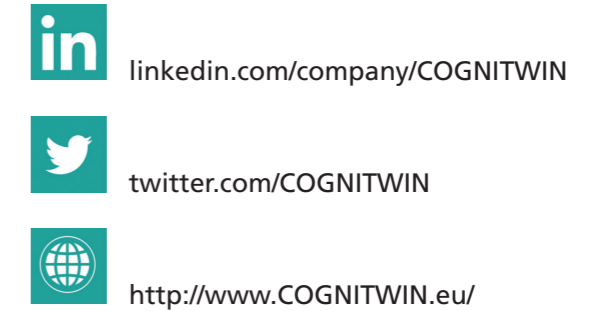 in
linkedin.com/company/COGNITWIN
twitter.com/COGNITWIN
http://www.COGNITWIN.eu/